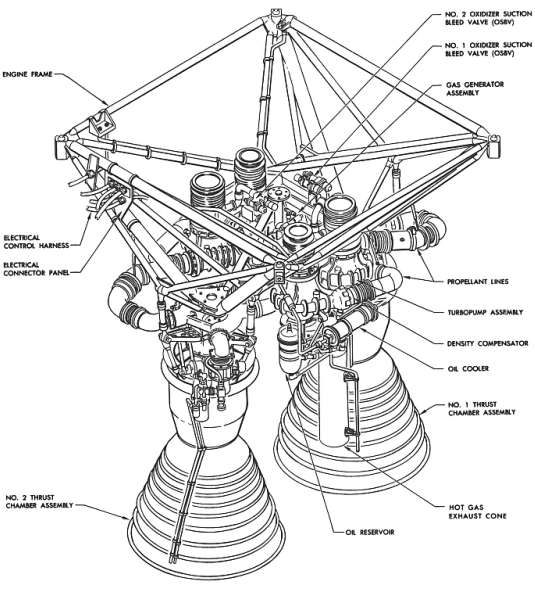 NO. 2 OXIDIZER SUCTION
BLEED VALVE (OSBV)
NO. 1 OXIDIZER SUCTION
BLEED VALVE (OSBV)
GAS GENERATOR
ASSEMBLY
ENGINE FRAME
ELECTRICAL
CONTROL HARNESS
ELECTRICAL
CONNECTOR PANEL
PROPELLANT LINES
TURBOPUMP ASSEMBLY
DENSITY COMPENSATOR
OIL COOLER
NO. 1 THRUST
CHAMBER ASSEMBLY
NO. 2 THRUST
CHAMBER ASSEMBLY
HOT GAS
EXHAUST CONE
OIL RESERVOIR